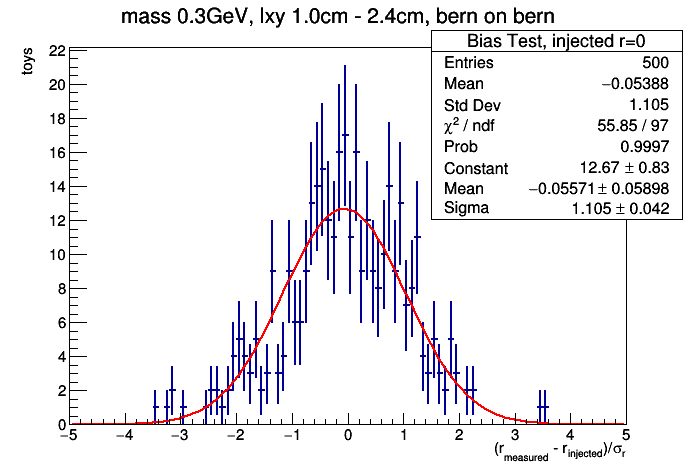 mass 0.3GeV, lxy 1.0cm - 2.4cm, bern on bern
Bias Test, injected r=0
Entries 500
Mean −0.05388
Std Dev 1.105
χ² / ndf 55.85 / 97
Prob 0.9997
Constant 12.67 ± 0.83
Mean −0.05571 ± 0.05898
Sigma 1.105 ± 0.042
toys
22
20
18
16
14
12
10
8
6
4
2
0
−5 −4 −3 −2 −1 0 1 2 3 4 5
(r_measured - r_injected)/σ_r